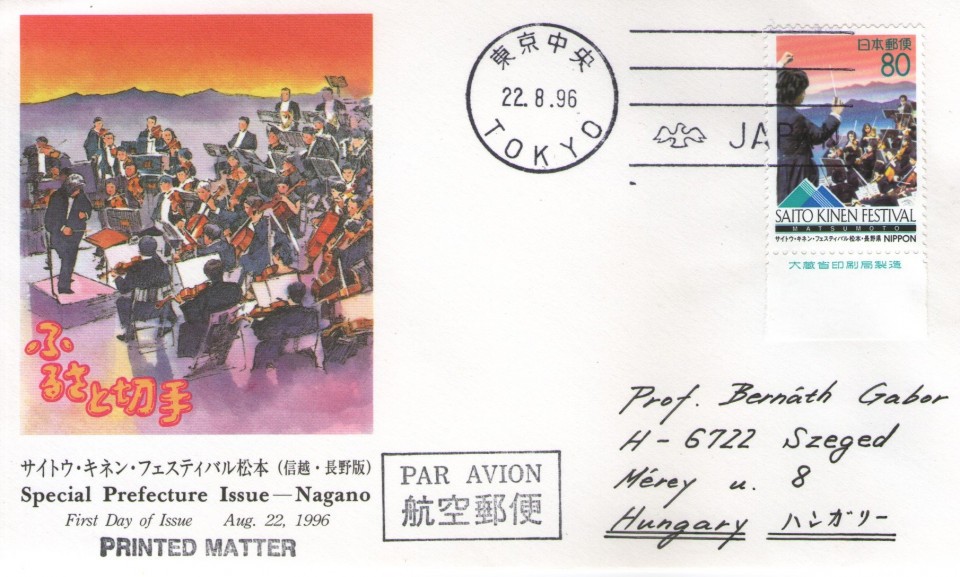 ふ
るさと切手
サイトウ・キネン・フェスティバル松本(信越・長野版)
Special Prefecture Issue—Nagano
First Day of Issue Aug. 22, 1996
PRINTED MATTER
PAR AVION
航空郵便
東京中央
22.8.96
TOKYO
JAP
日本郵便
80
SAITO KINEN FESTIVAL
MATSUMOTO
サイトウ・キネン・フェスティバル松本・長野県 NIPPON
大蔵省印刷局製造
Prof. Bernáth Gabor
H-6722 Szeged
Mérey u. 8
Hungary ハンガリー